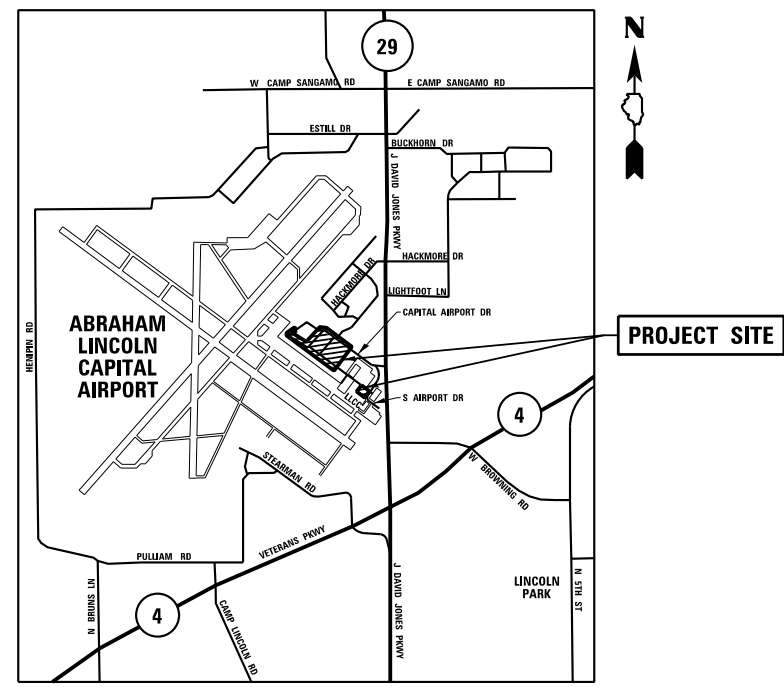 N
29
W CAMP SANGAMO RD
E CAMP SANGAMO RD
ESTILL DR
BUCKHORN DR
J DAVID JONES PKWY
HACKMORE DR
HACKMORE DR
LIGHTFOOT LN
CAPITAL AIRPORT DR
HENIPIN RD
ABRAHAM
LINCOLN
CAPITAL
AIRPORT
PROJECT SITE
LLCC
S AIRPORT DR
4
STEARMAN RD
W BROWNING RD
VETERANS PKWY
PULLIAM RD
N BRUNS LN
4
CAMP LINCOLN RD
J DAVID JONES PKWY
LINCOLN
PARK
N 5TH ST